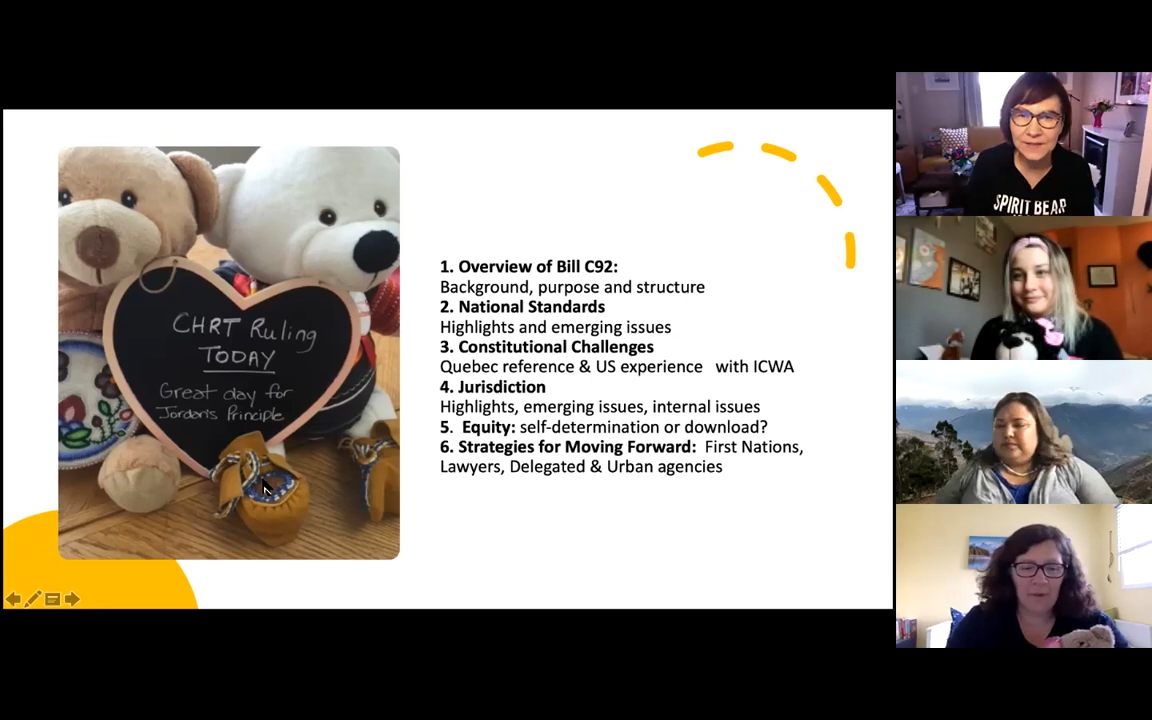 CHRT Ruling
TODAY
Great day for
Jordan's Principle
1. Overview of Bill C92:
Background, purpose and structure
2. National Standards
Highlights and emerging issues
3. Constitutional Challenges
Quebec reference & US experience with ICWA
4. Jurisdiction
Highlights, emerging issues, internal issues
5. Equity: self-determination or download?
6. Strategies for Moving Forward: First Nations,
Lawyers, Delegated & Urban agencies
SPIRIT BEAR